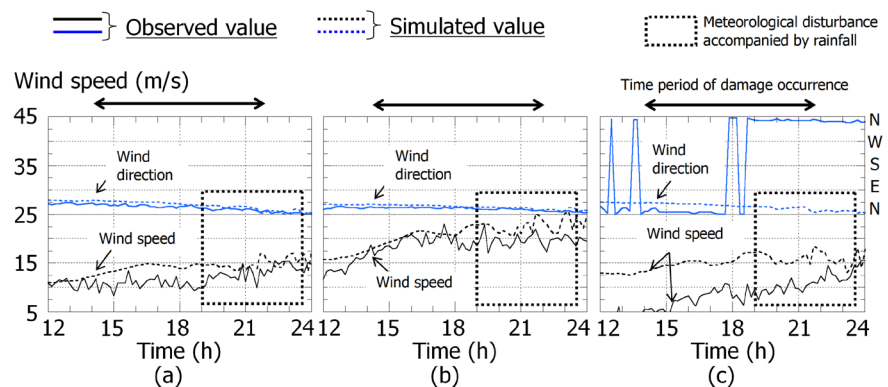 Observed value
Simulated value
Meteorological disturbance
accompanied by rainfall
Wind speed (m/s)
Time period of damage occurrence
45
35
25
15
5
Wind
direction
Wind speed
12 15 18 21 24
Time (h)
(a)
Wind
direction
Wind
speed
12 15 18 21 24
Time (h)
(b)
Wind
direction
Wind
speed
N
W
S
E
N
12 15 18 21 24
Time (h)
(c)